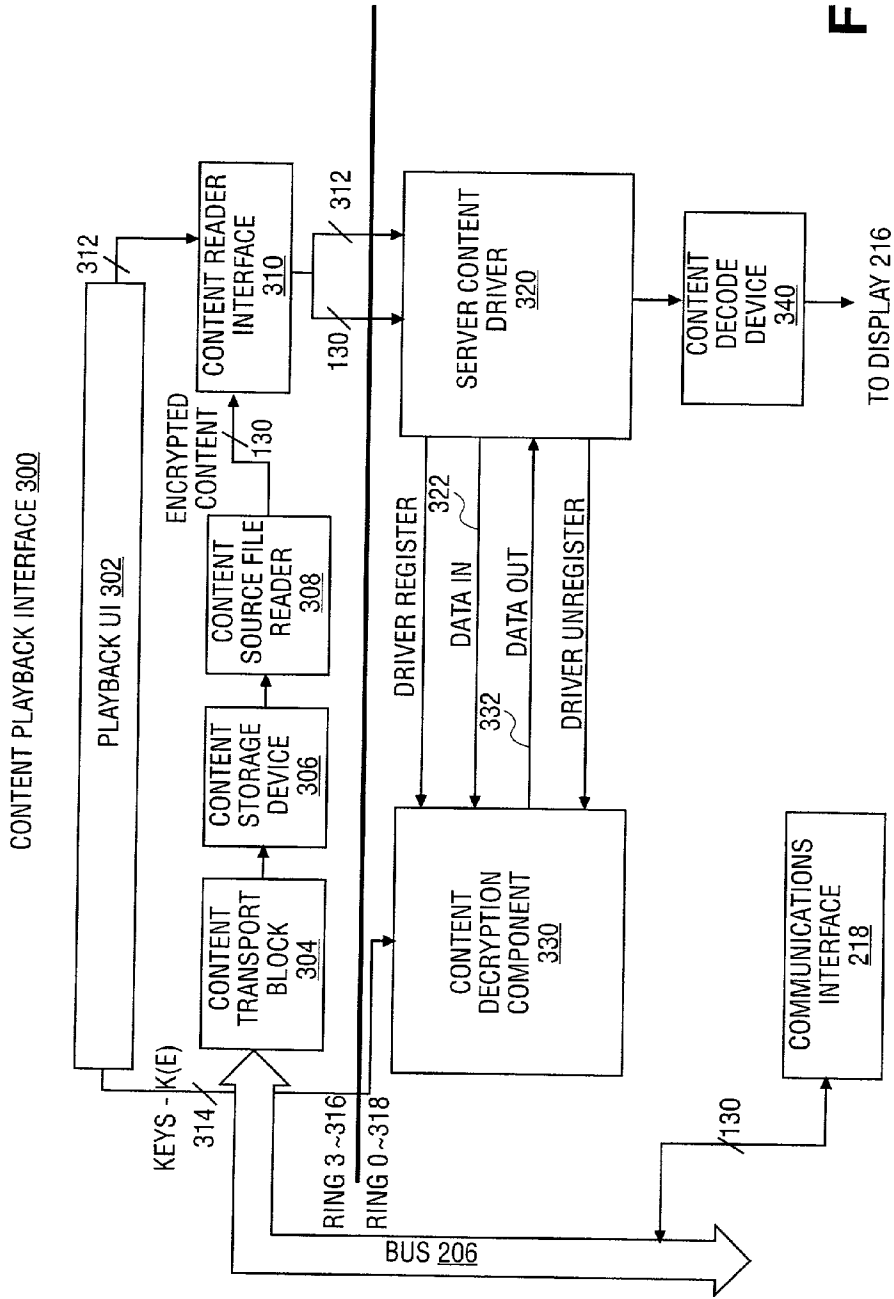 CONTENT PLAYBACK INTERFACE 300
PLAYBACK UI 302
312
KEYS - K(E)
314
CONTENT
TRANSPORT
BLOCK
304
CONTENT
STORAGE
DEVICE
306
CONTENT
SOURCE FILE
READER
308
ENCRYPTED
CONTENT
130
CONTENT READER
INTERFACE
310
130
312
RING 3 ~316
RING 0 ~318
CONTENT
DECRYPTION
COMPONENT
330
DRIVER REGISTER
322
DATA IN
332
DATA OUT
DRIVER UNREGISTER
SERVER CONTENT
DRIVER
320
CONTENT
DECODE
DEVICE
340
TO DISPLAY 216
BUS 206
130
COMMUNICATIONS
INTERFACE
218
F